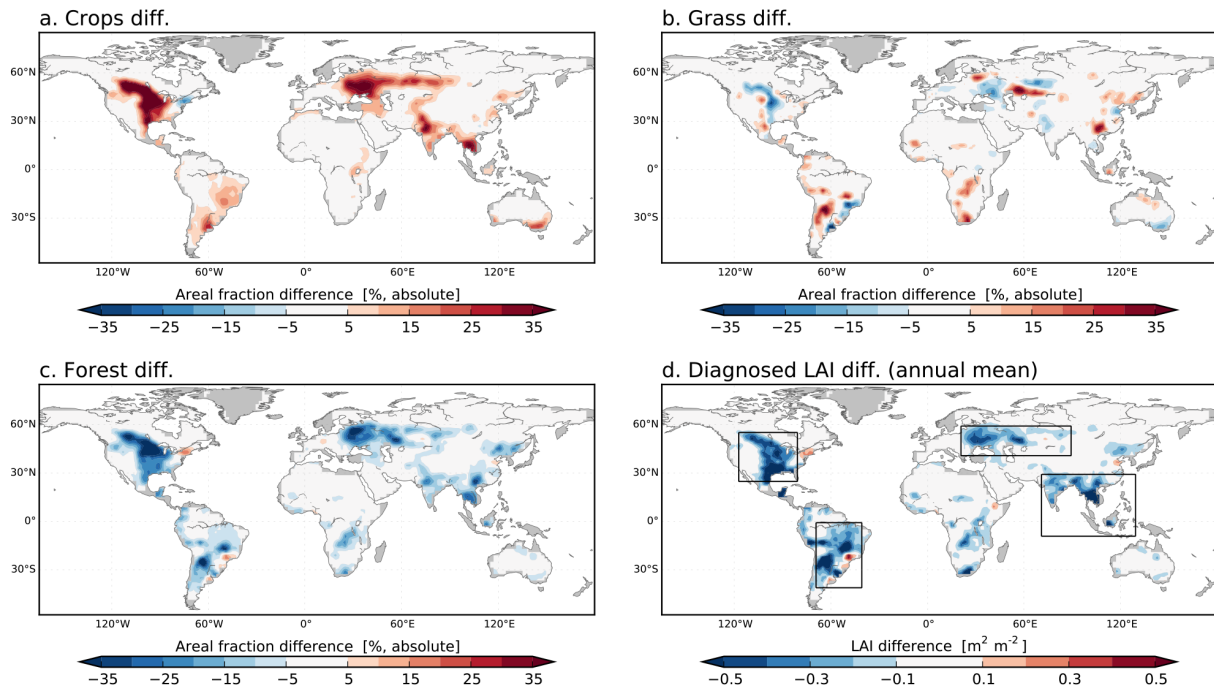 a. Crops diff.
60°N
30°N
0°
30°S
120°W 60°W 0° 60°E 120°E
Areal fraction difference [%, absolute]
−35 −25 −15 −5 5 15 25 35
b. Grass diff.
60°N
30°N
0°
30°S
120°W 60°W 0° 60°E 120°E
Areal fraction difference [%, absolute]
−35 −25 −15 −5 5 15 25 35
c. Forest diff.
60°N
30°N
0°
30°S
120°W 60°W 0° 60°E 120°E
Areal fraction difference [%, absolute]
−35 −25 −15 −5 5 15 25 35
d. Diagnosed LAI diff. (annual mean)
60°N
30°N
0°
30°S
120°W 60°W 0° 60°E 120°E
LAI difference [m² m⁻²]
−0.5 −0.3 −0.1 0.1 0.3 0.5